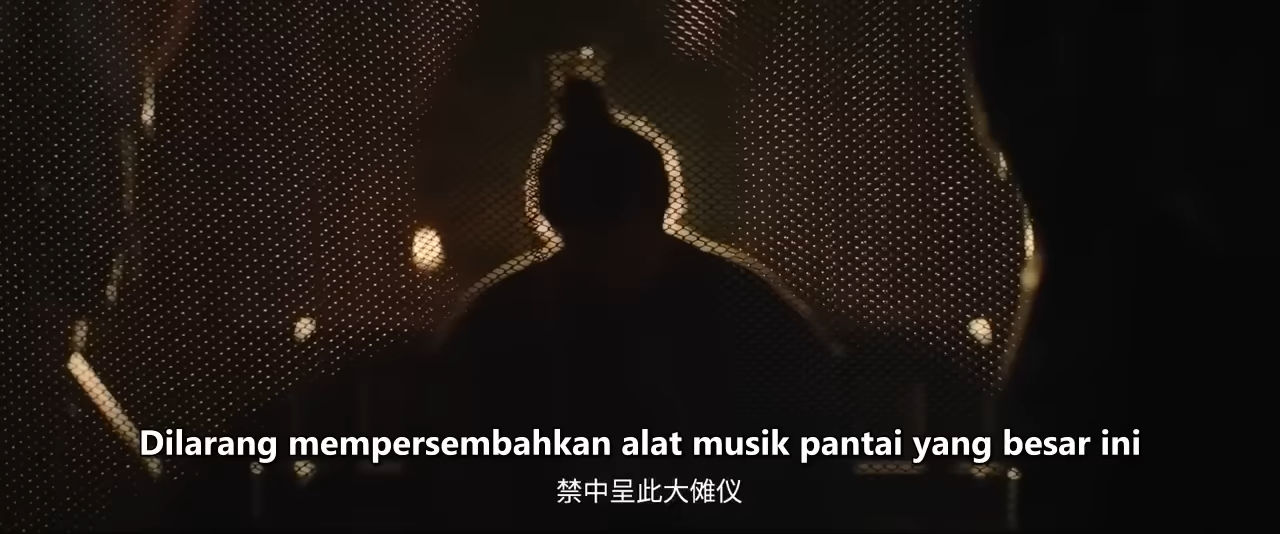 Dilarang mempersembahkan alat musik pantai yang besar ini
禁中呈此大傩仪